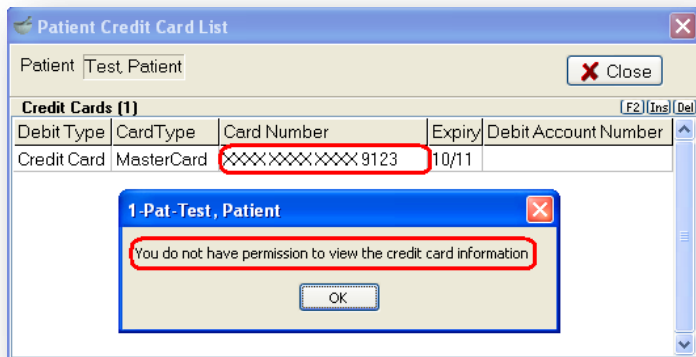 Patient Credit Card List
Patient Test, Patient
Close
Credit Cards (1) F2 Ins Del
Debit Type CardType Card Number Expiry Debit Account Number
Credit Card MasterCard XXXX XXXX XXXX 9123 10/11
1-Pat-Test, Patient
You do not have permission to view the credit card information
OK